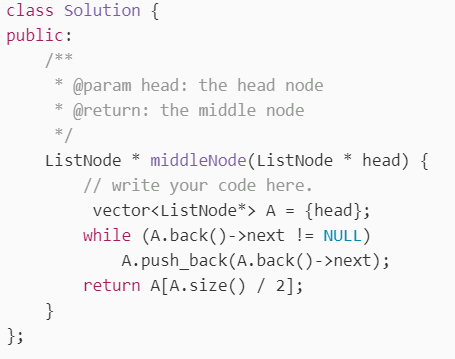 class Solution {
public:
    /**
     * @param head: the head node
     * @return: the middle node
     */
    ListNode * middleNode(ListNode * head) {
        // write your code here.
         vector<ListNode*> A = {head};
        while (A.back()->next != NULL)
            A.push_back(A.back()->next);
        return A[A.size() / 2];
    }
};